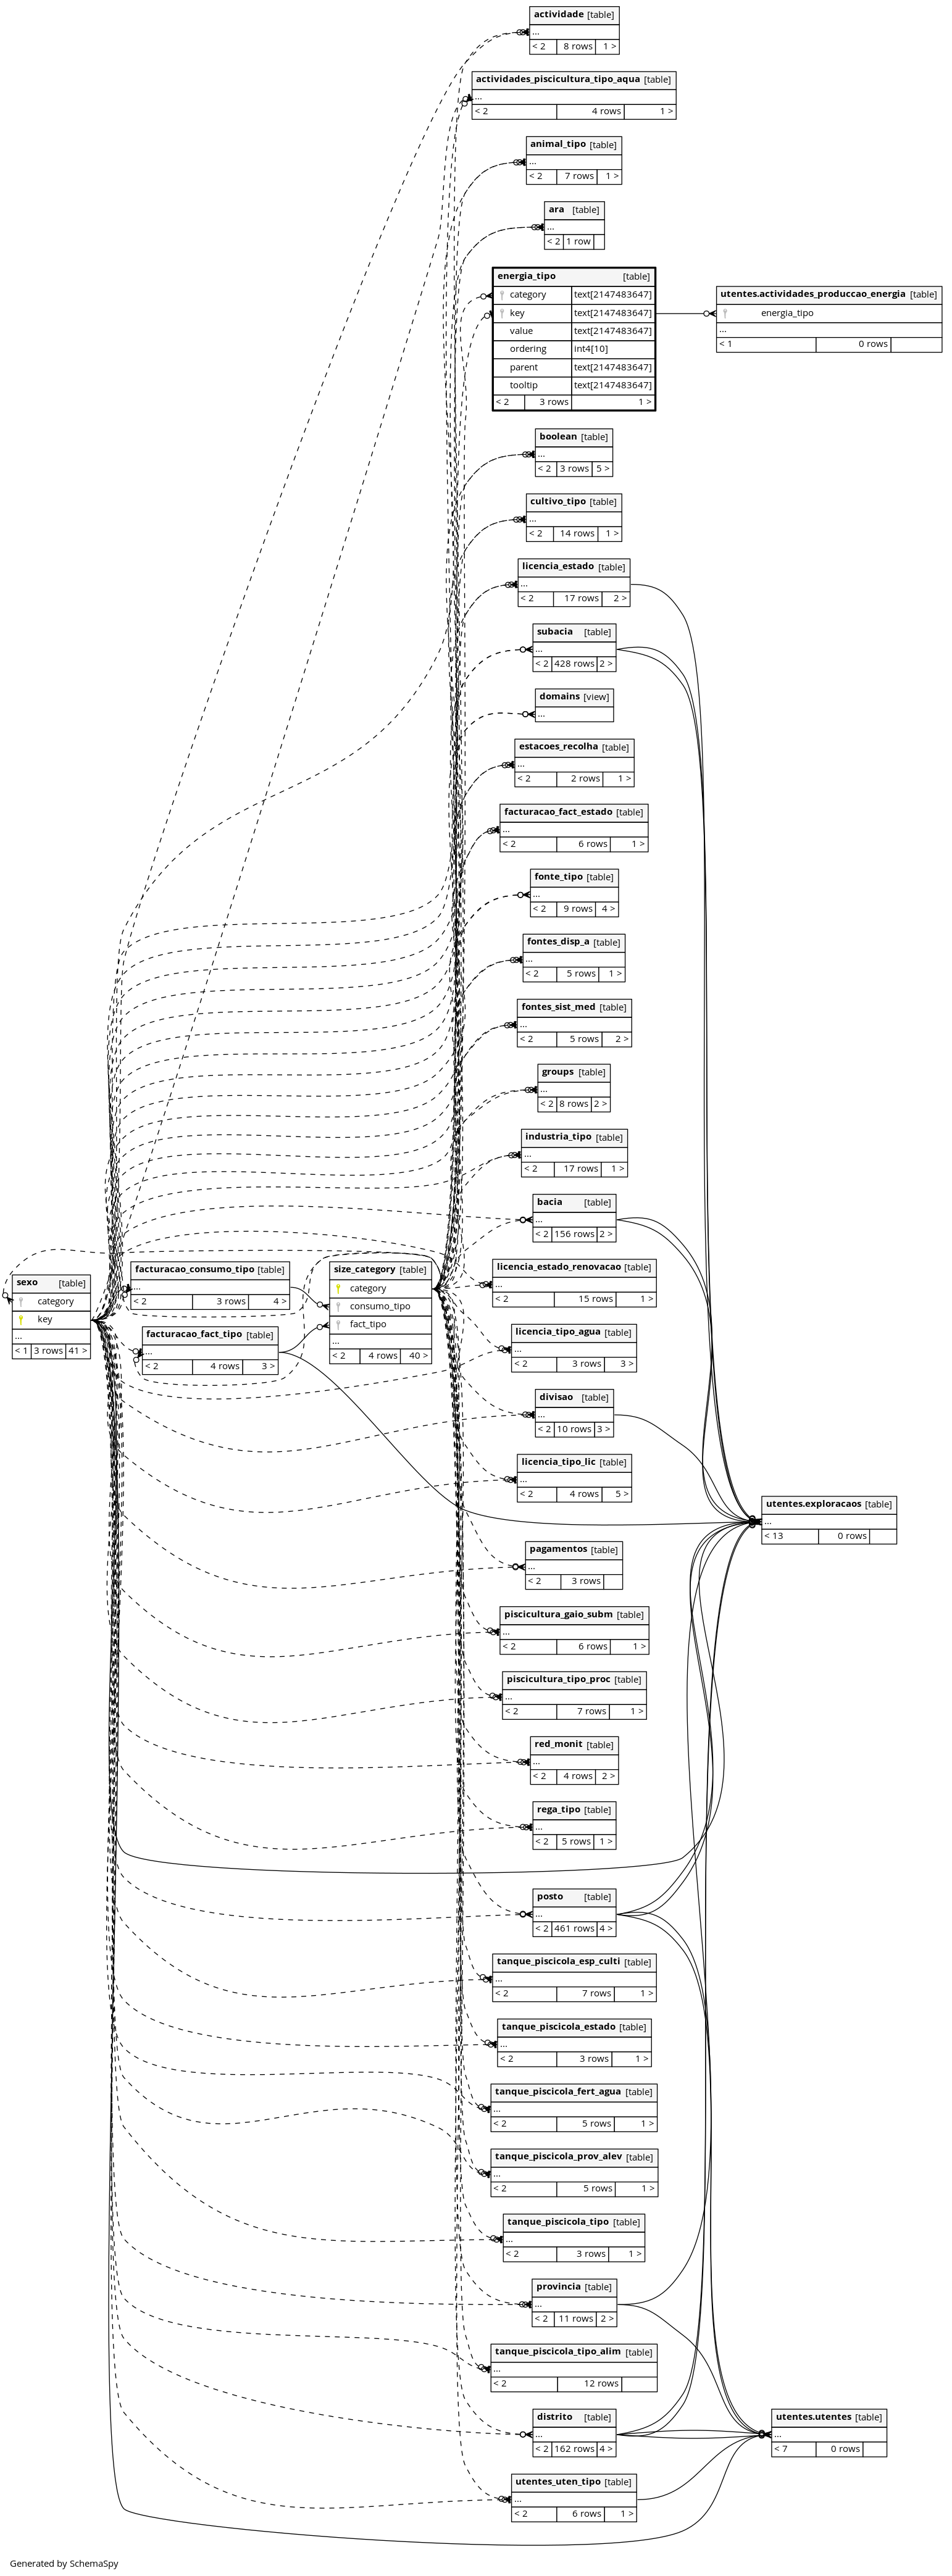 actividade [table]
...
< 2 8 rows 1 >
actividades_piscicultura_tipo_aqua [table]
...
< 2 4 rows 1 >
animal_tipo [table]
...
< 2 7 rows 1 >
ara [table]
...
< 2 1 row
energia_tipo [table]
category text[2147483647]
key text[2147483647]
value text[2147483647]
ordering int4[10]
parent text[2147483647]
tooltip text[2147483647]
< 2 3 rows 1 >
utentes.actividades_produccao_energia [table]
energia_tipo
...
< 1 0 rows
boolean [table]
...
< 2 3 rows 5 >
cultivo_tipo [table]
...
< 2 14 rows 1 >
licencia_estado [table]
...
< 2 17 rows 2 >
subacia [table]
...
< 2 428 rows 2 >
domains [view]
...
estacoes_recolha [table]
...
< 2 2 rows 1 >
facturacao_fact_estado [table]
...
< 2 6 rows 1 >
fonte_tipo [table]
...
< 2 9 rows 4 >
fontes_disp_a [table]
...
< 2 5 rows 1 >
fontes_sist_med [table]
...
< 2 5 rows 2 >
groups [table]
...
< 2 8 rows 2 >
industria_tipo [table]
...
< 2 17 rows 1 >
bacia [table]
...
< 2 156 rows 2 >
sexo [table]
category
key
...
< 1 3 rows 41 >
facturacao_consumo_tipo [table]
...
< 2 3 rows 4 >
facturacao_fact_tipo [table]
...
< 2 4 rows 3 >
size_category [table]
category
consumo_tipo
fact_tipo
...
< 2 4 rows 40 >
licencia_estado_renovacao [table]
...
< 2 15 rows 1 >
licencia_tipo_agua [table]
...
< 2 3 rows 3 >
divisao [table]
...
< 2 10 rows 3 >
licencia_tipo_lic [table]
...
< 2 4 rows 5 >
utentes.exploracaos [table]
...
< 13 0 rows
pagamentos [table]
...
< 2 3 rows
piscicultura_gaio_subm [table]
...
< 2 6 rows 1 >
piscicultura_tipo_proc [table]
...
< 2 7 rows 1 >
red_monit [table]
...
< 2 4 rows 2 >
rega_tipo [table]
...
< 2 5 rows 1 >
posto [table]
...
< 2 461 rows 4 >
tanque_piscicola_esp_culti [table]
...
< 2 7 rows 1 >
tanque_piscicola_estado [table]
...
< 2 3 rows 1 >
tanque_piscicola_fert_agua [table]
...
< 2 5 rows 1 >
tanque_piscicola_prov_alev [table]
...
< 2 5 rows 1 >
tanque_piscicola_tipo [table]
...
< 2 3 rows 1 >
provincia [table]
...
< 2 11 rows 2 >
tanque_piscicola_tipo_alim [table]
...
< 2 12 rows
distrito [table]
...
< 2 162 rows 4 >
utentes.utentes [table]
...
< 7 0 rows
utentes_uten_tipo [table]
...
< 2 6 rows 1 >
Generated by SchemaSpy